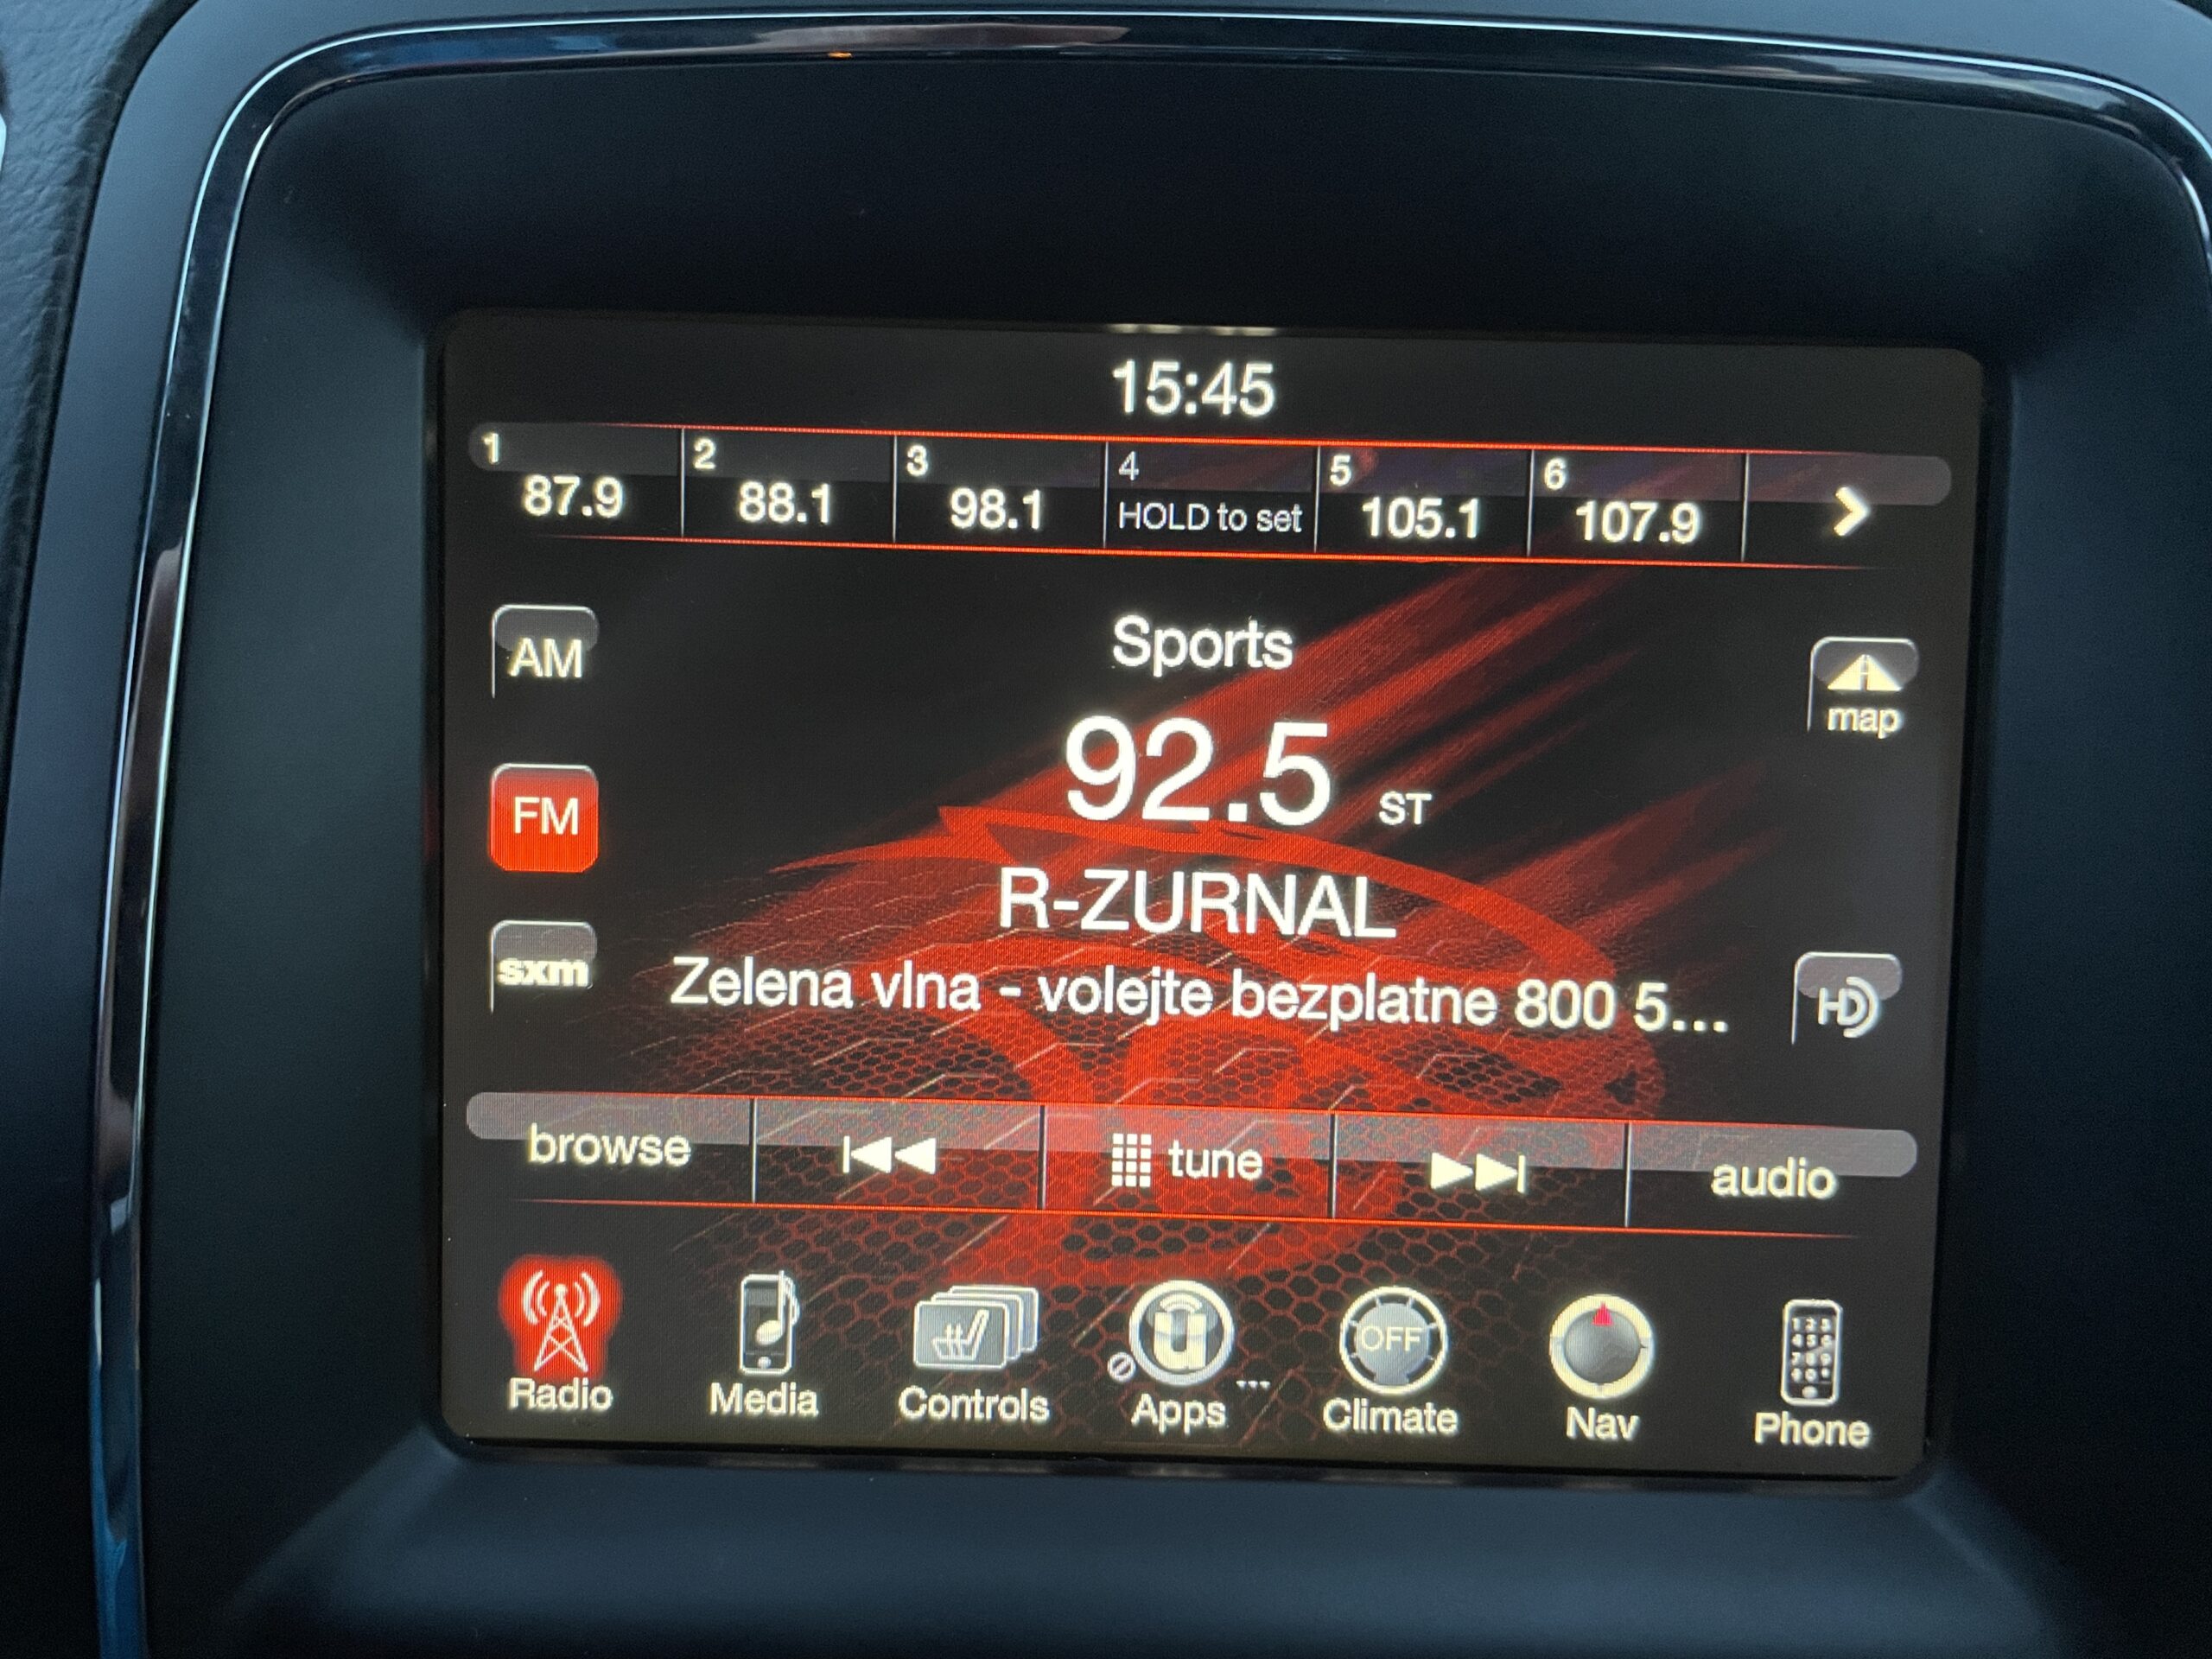 15:45
1 2 3 4 5 6
87.9 88.1 98.1 HOLD to set 105.1 107.9
AM
Sports
map
92.5 ST
FM
R-ZURNAL
sxm
Zelena vlna - volejte bezplatne 800 5...
HD
browse tune audio
OFF
Radio Media Controls Apps ... Climate Nav Phone